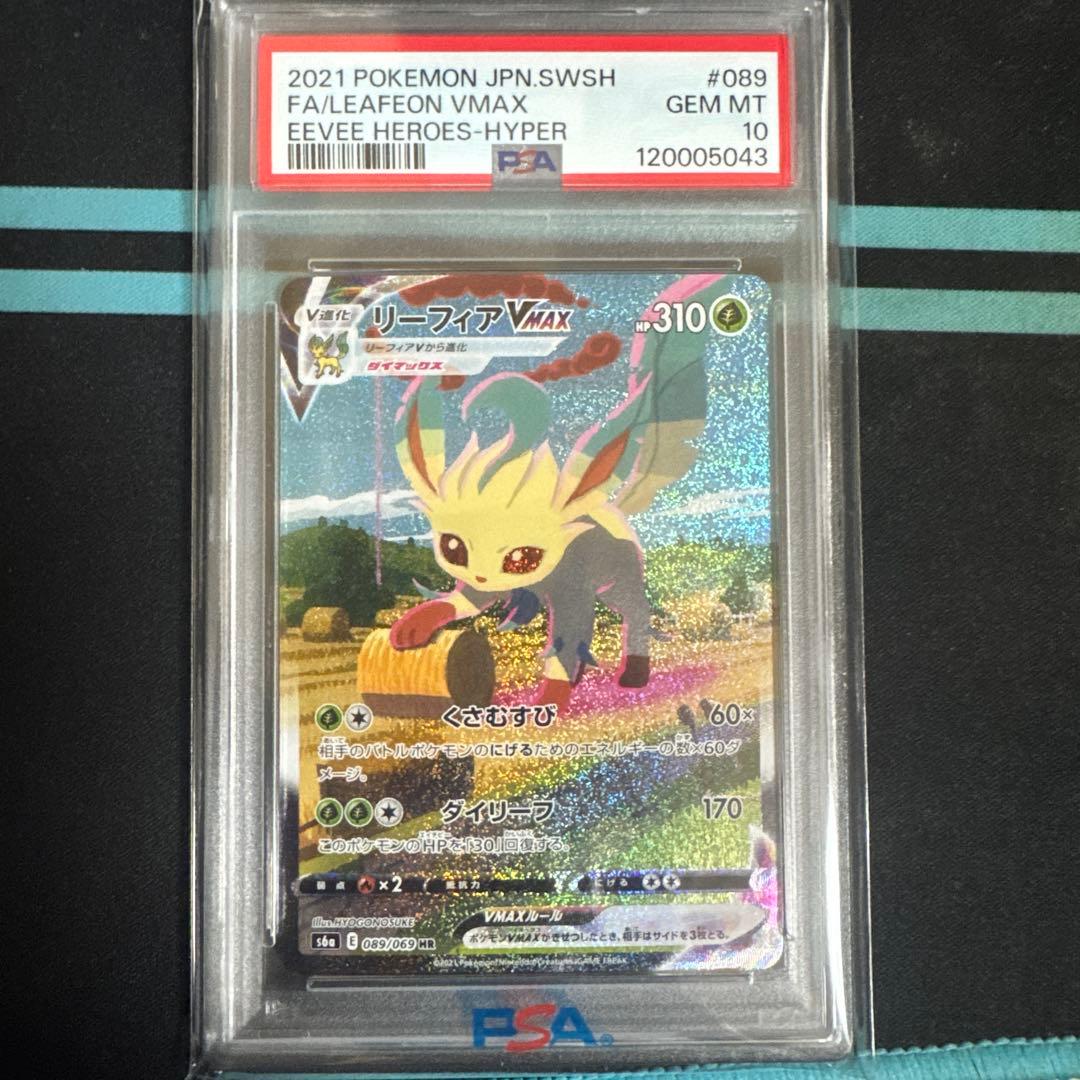 2021 POKEMON JPN.SWSH #089
FA/LEAFEON VMAX GEM MT
EEVEE HEROES-HYPER 10
PSA 120005043
V進化 リーフィアVMAX HP310
リーフィアVから進化
ダイマックス
くさむすび 60×
相手のバトルポケモンのにげるためのエネルギーの数×60ダ
メージ。
ダイリーフ 170
このポケモンのHPを「30」回復する。
弱点 ×2 抵抗力 にげる
Illus. HYOGONOSUKE
VMAXルール
ポケモンVMAXがきぜつしたとき、相手はサイドを3枚とる。
s6a E 089/069 HR
©2021 Pokémon/Nintendo/Creatures/GAME FREAK
PSA®